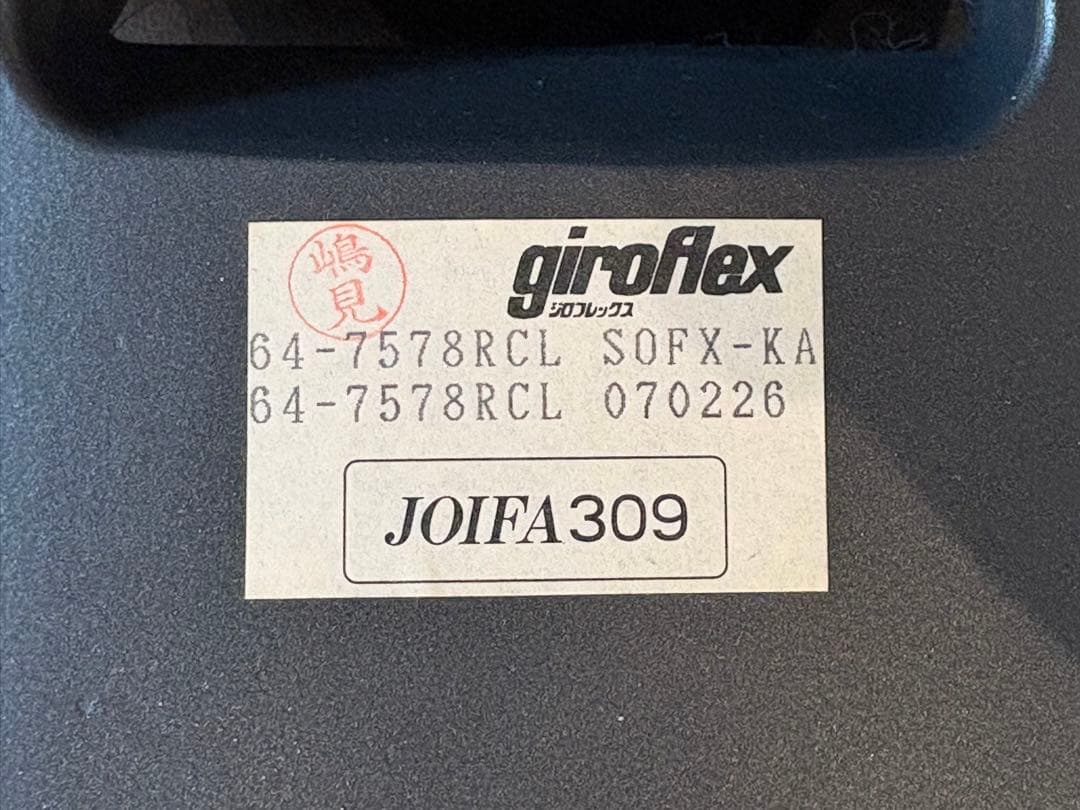 嶋見
giroflex
ジロフレックス
64-7578RCL SOFX-KA
64-7578RCL 070226
JOIFA309